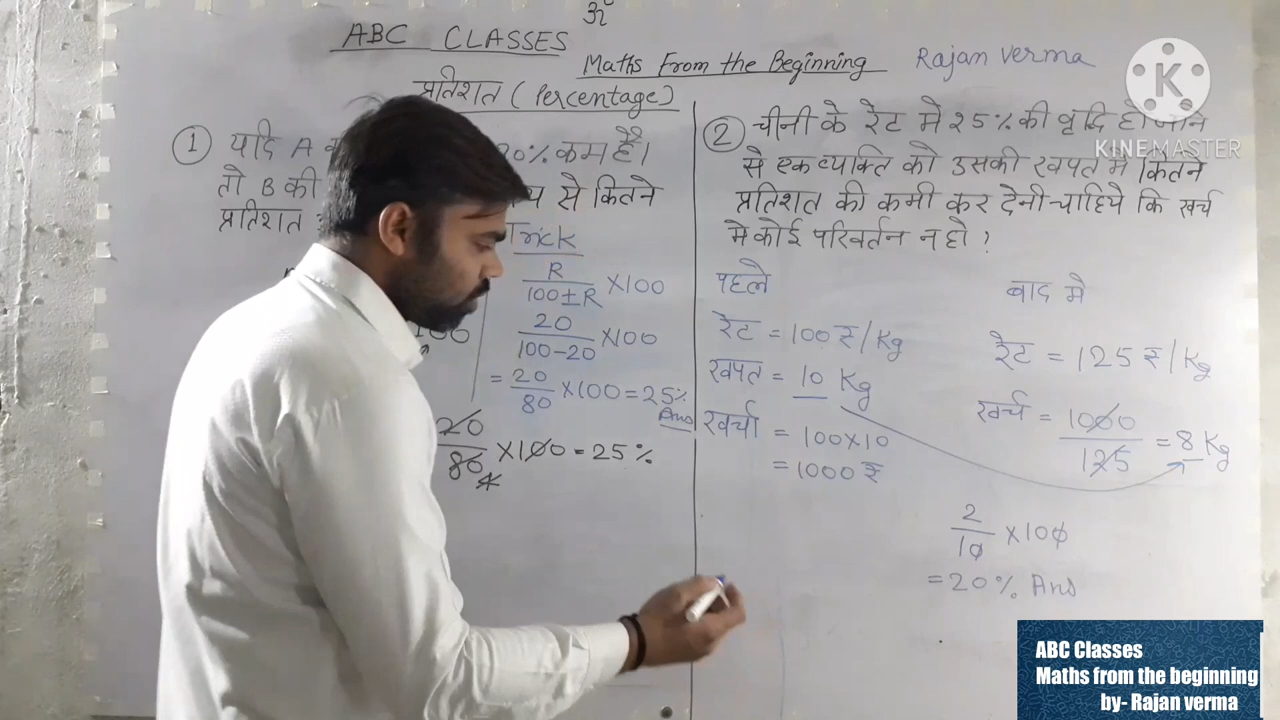 ॐ
ABC CLASSES
Maths From the Beginning
Rajan Verma
प्रतिशत (Percentage)
① यदि A 20% कम है।
तो B की से कितने
प्रतिशत
Trick
R / 100±R ×100
20 / 100-20 ×100
= 20/80 ×100 = 25%
Ans
100
20/80 ×100 = 25%
4
② चीनी के रेट मे 25% की वृद्धि हो जाने
से एक व्यक्ति को उसकी खपत मे कितने
प्रतिशत की कमी कर देनी चाहिये कि खर्च
मे कोई परिवर्तन न हो ?
पहले
रेट = 100 ₹/Kg
खपत = 10 Kg
खर्चा = 100×10
= 1000 ₹
बाद मे
रेट = 125 ₹/Kg
खर्च = 1000/125 = 8 Kg
2/10 ×100
= 20% Ans
K
KINEMASTER
ABC Classes
Maths from the beginning
by- Rajan verma